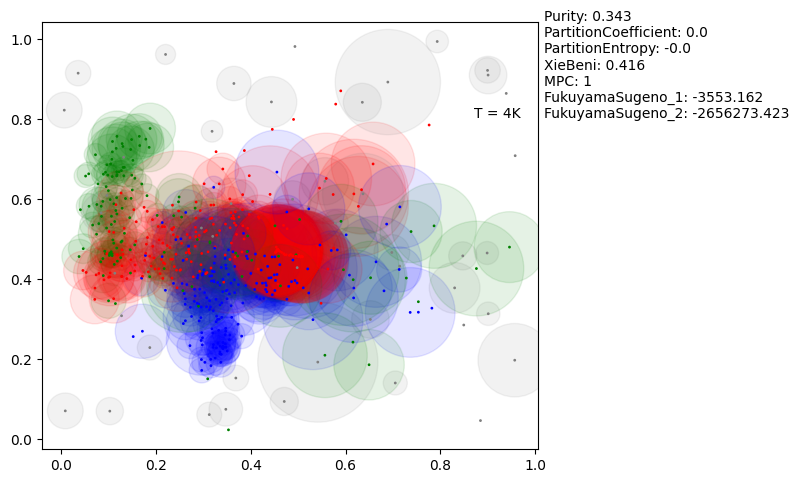 Purity: 0.343
PartitionCoefficient: 0.0
PartitionEntropy: -0.0
XieBeni: 0.416
MPC: 1
FukuyamaSugeno_1: -3553.162
FukuyamaSugeno_2: -2656273.423
T = 4K
1.0
0.8
0.6
0.4
0.2
0.0
0.0 0.2 0.4 0.6 0.8 1.0